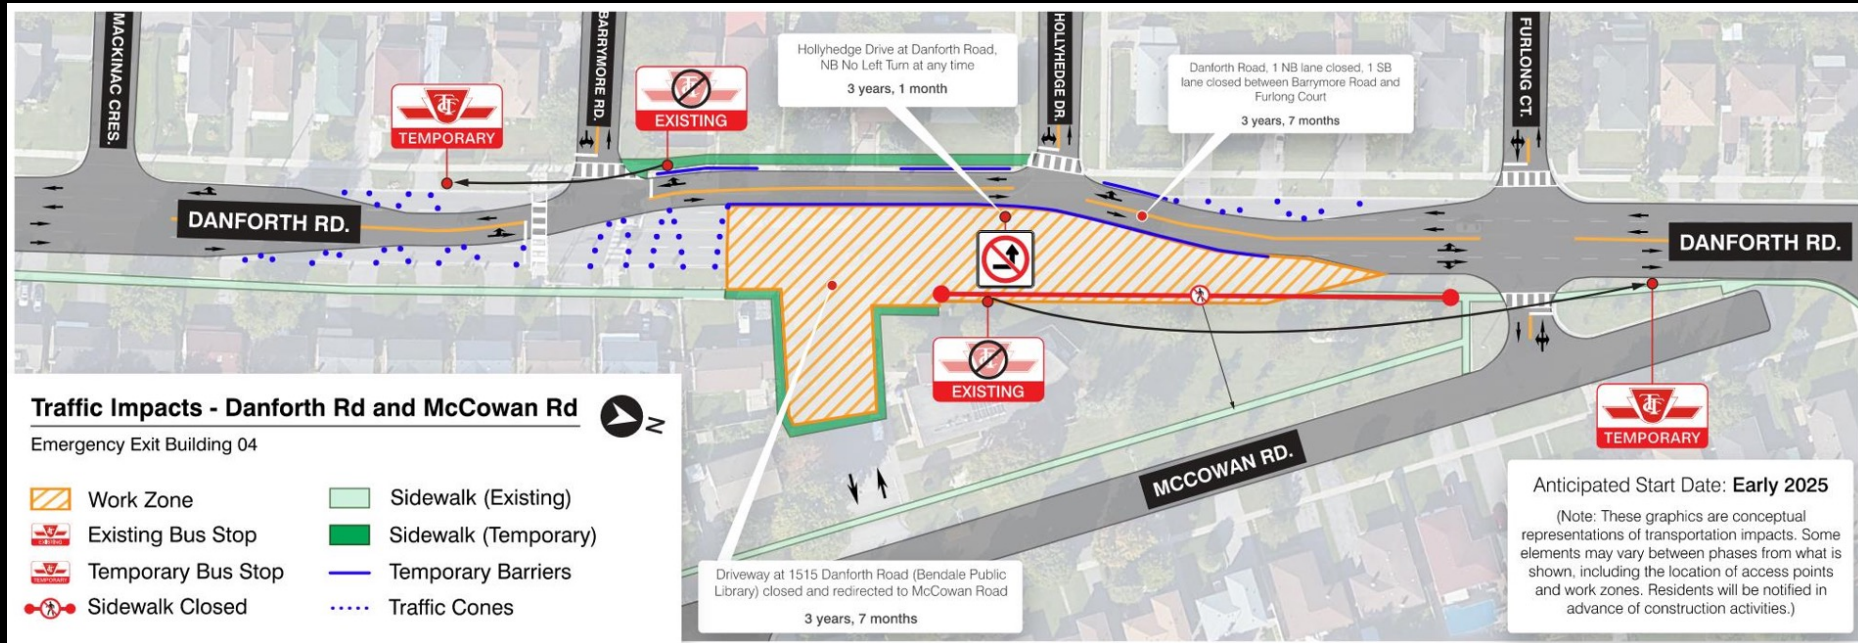 MACKINAC CRES.
BARRYMORE RD.
HOLLYHEDGE DR.
FURLONG CT.
Hollyhedge Drive at Danforth Road,
NB No Left Turn at any time
3 years, 1 month
Danforth Road, 1 NB lane closed, 1 SB
lane closed between Barrymore Road and
Furlong Court
3 years, 7 months
TEMPORARY
EXISTING
DANFORTH RD.
DANFORTH RD.
EXISTING
TEMPORARY
MCCOWAN RD.
Traffic Impacts - Danforth Rd and McCowan Rd
N
Emergency Exit Building 04
Work Zone
Existing Bus Stop
Temporary Bus Stop
Sidewalk Closed
Sidewalk (Existing)
Sidewalk (Temporary)
Temporary Barriers
Traffic Cones
Driveway at 1515 Danforth Road (Bendale Public
Library) closed and redirected to McCowan Road
3 years, 7 months
Anticipated Start Date: Early 2025
(Note: These graphics are conceptual
representations of transportation impacts. Some
elements may vary between phases from what is
shown, including the location of access points
and work zones. Residents will be notified in
advance of construction activities.)